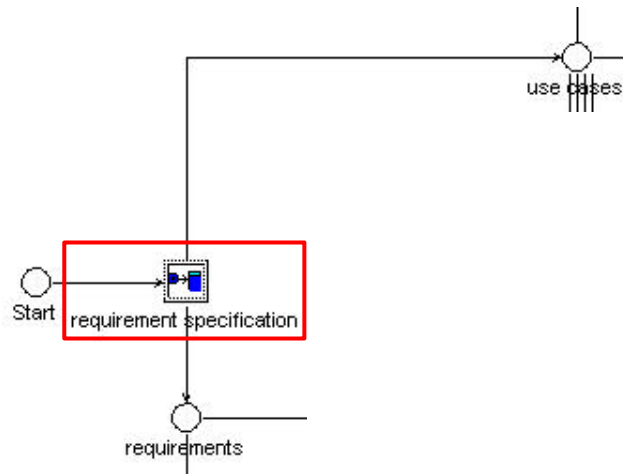 use cases
Start
requirement specification
requirements